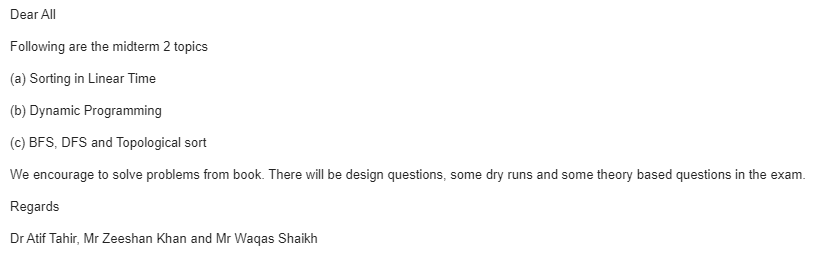 Dear All
Following are the midterm 2 topics
(a) Sorting in Linear Time
(b) Dynamic Programming
(c) BFS, DFS and Topological sort
We encourage to solve problems from book. There will be design questions, some dry runs and some theory based questions in the exam.
Regards
Dr Atif Tahir, Mr Zeeshan Khan and Mr Waqas Shaikh